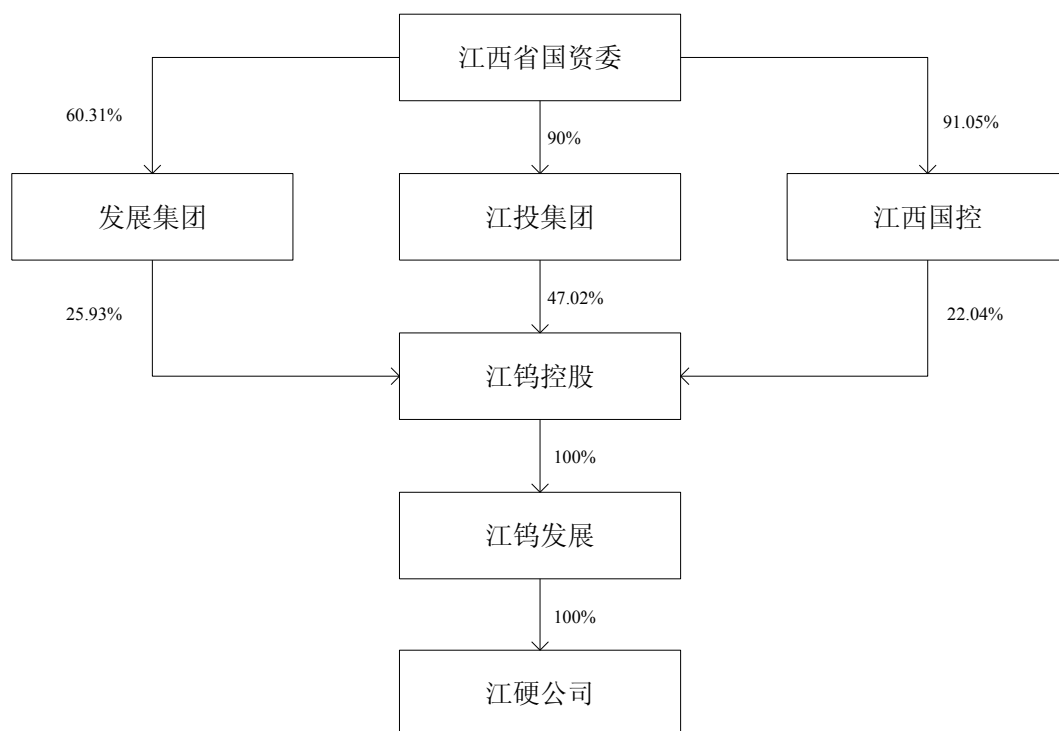 江西省国资委
60.31%
90%
91.05%
发展集团
江投集团
江西国控
25.93%
47.02%
22.04%
江钨控股
100%
江钨发展
100%
江硬公司